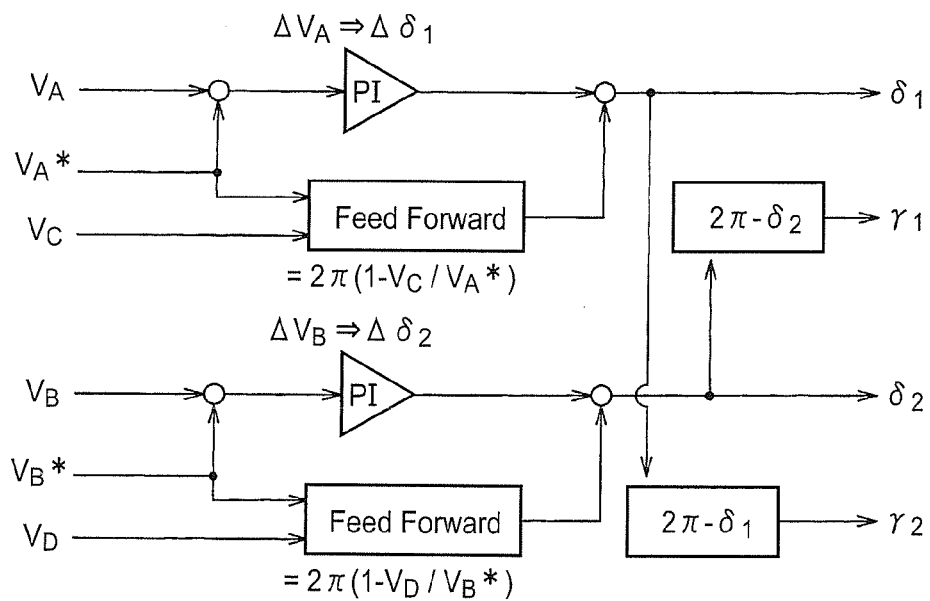 ΔV_A ⇒ Δδ_1
V_A
PI
δ_1
V_A*
Feed Forward
2π-δ_2
γ_1
V_C
= 2π(1-V_C / V_A*)
ΔV_B ⇒ Δδ_2
V_B
PI
δ_2
V_B*
Feed Forward
2π-δ_1
γ_2
V_D
= 2π(1-V_D / V_B*)